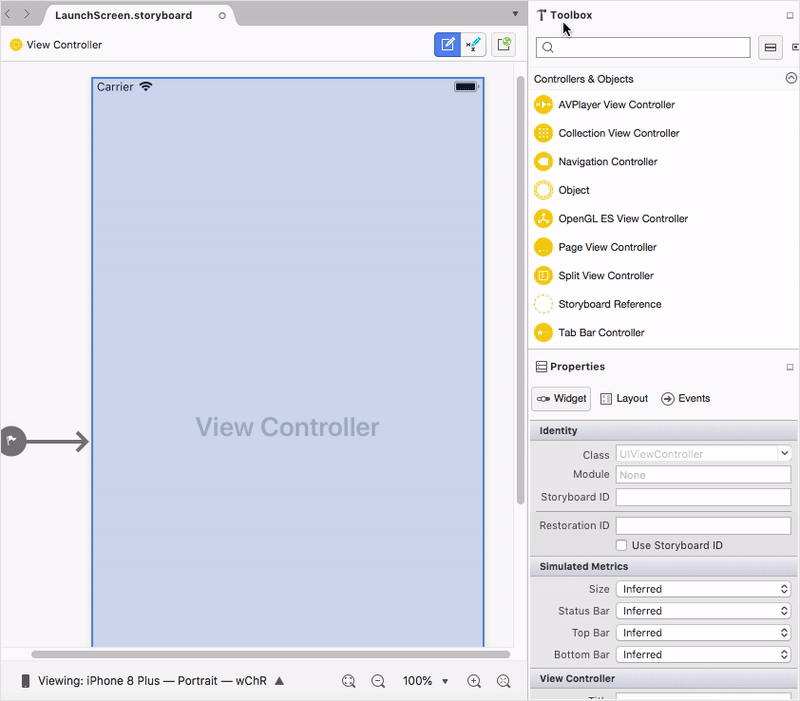 LaunchScreen.storyboard
View Controller
Carrier
View Controller
Viewing: iPhone 8 Plus — Portrait — wChR
100%
Toolbox
Controllers & Objects
AVPlayer View Controller
Collection View Controller
Navigation Controller
Object
OpenGL ES View Controller
Page View Controller
Split View Controller
Storyboard Reference
Tab Bar Controller
Properties
Widget Layout Events
Identity
Class UIViewController
Module None
Storyboard ID
Restoration ID
Use Storyboard ID
Simulated Metrics
Size Inferred
Status Bar Inferred
Top Bar Inferred
Bottom Bar Inferred
View Controller